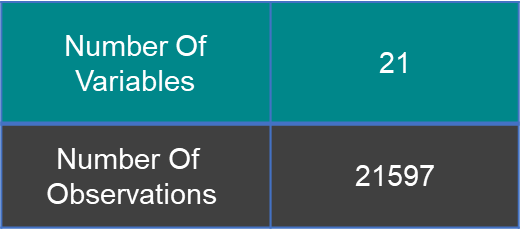 Number Of
Variables
21
Number Of
Observations
21597